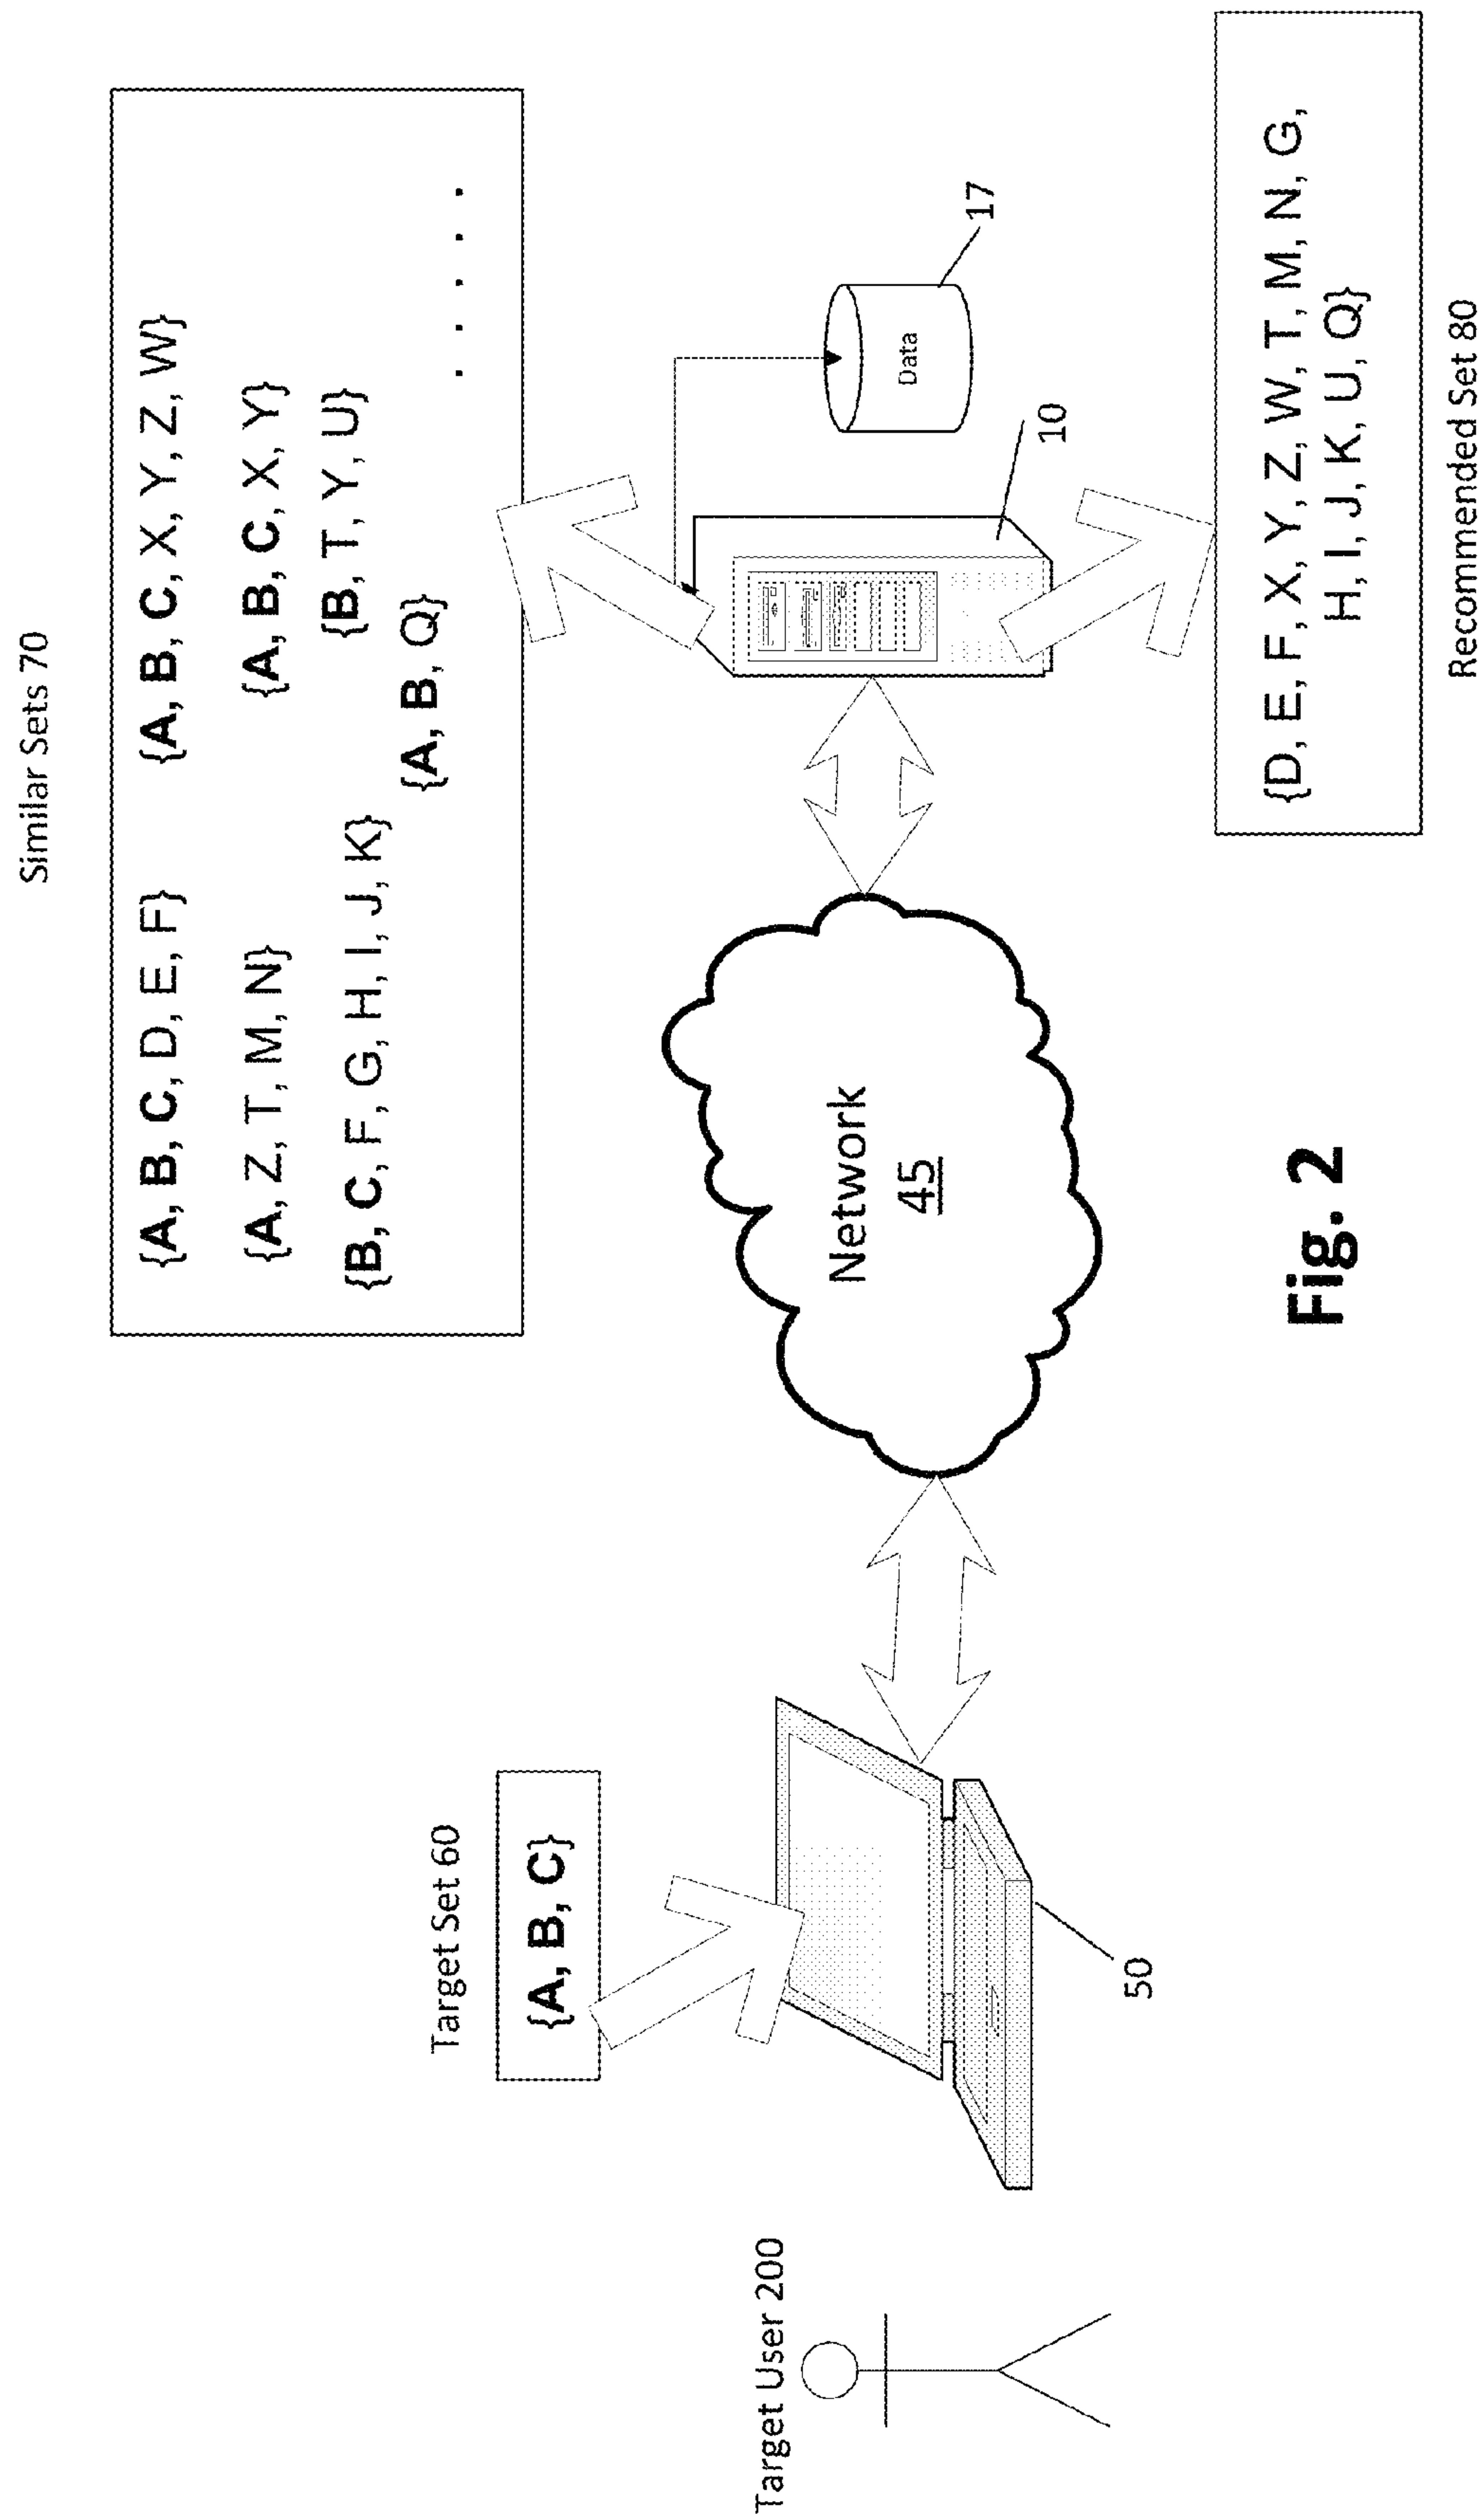 Similar Sets 70
{A, B, C, D, E, F} {A, B, C, X, Y, Z, W}
{A, Z, T, M, N} {A, B, C, X, Y}
{B, C, F, G, H, I, J, K} {B, T, Y, U}
{A, B, Q}
. . . . .
Target Set 60
{A, B, C}
Target User 200
50
Network
45
10
Data
17
{D, E, F, X, Y, Z, W, T, M, N, G,
H, I, J, K, U, Q}
Recommended Set 80
Fig. 2